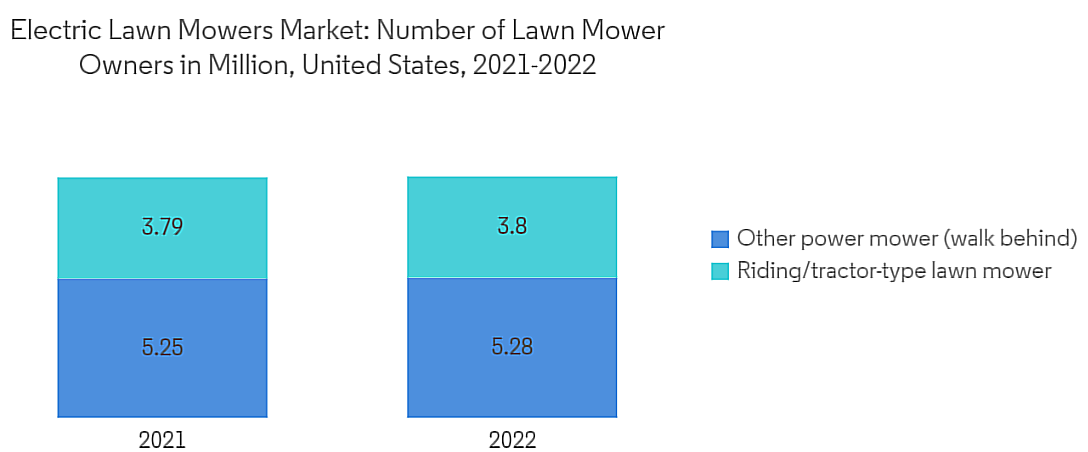 Electric Lawn Mowers Market: Number of Lawn Mower
Owners in Million, United States, 2021-2022
3.79
3.8
Other power mower (walk behind)
Riding/tractor-type lawn mower
5.25
5.28
2021
2022